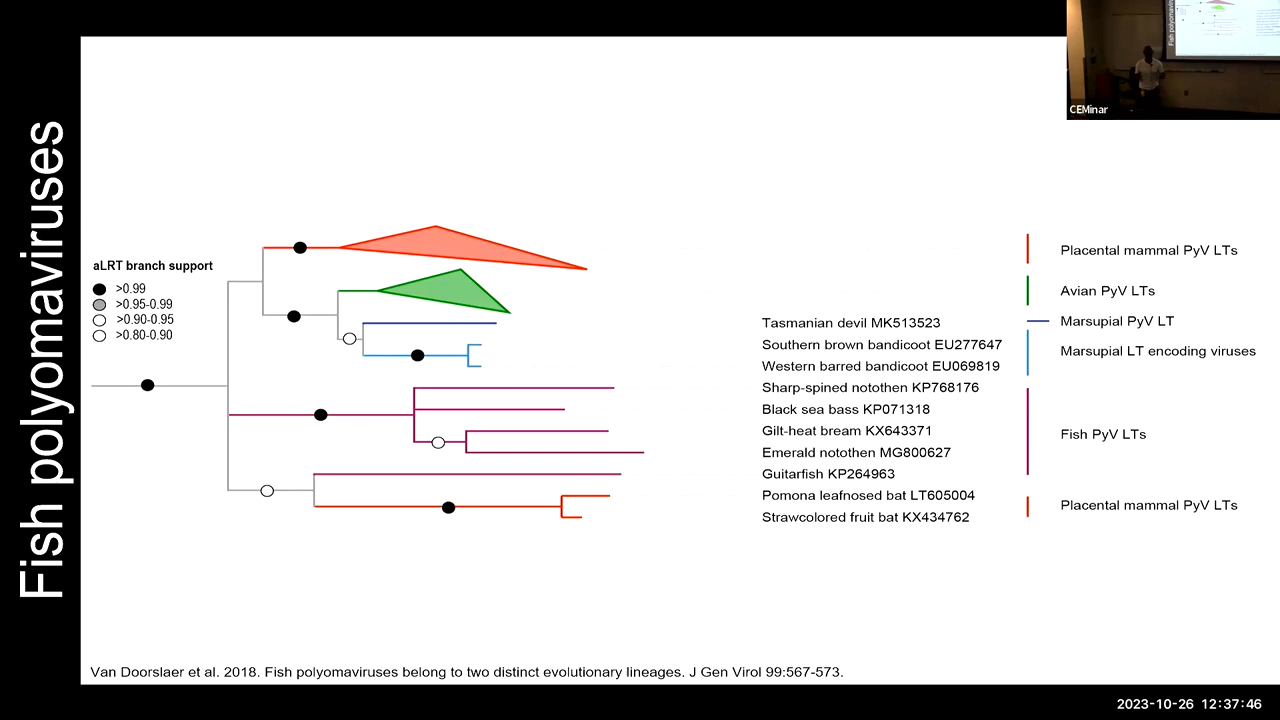 Fish polyomaviruses
CEMinar
aLRT branch support
>0.99
>0.95-0.99
>0.90-0.95
>0.80-0.90
Tasmanian devil MK513523
Southern brown bandicoot EU277647
Western barred bandicoot EU069819
Sharp-spined notothen KP768176
Black sea bass KP071318
Gilt-heat bream KX643371
Emerald notothen MG800627
Guitarfish KP264963
Pomona leafnosed bat LT605004
Strawcolored fruit bat KX434762
Placental mammal PyV LTs
Avian PyV LTs
Marsupial PyV LT
Marsupial LT encoding viruses
Fish PyV LTs
Placental mammal PyV LTs
Van Doorslaer et al. 2018. Fish polyomaviruses belong to two distinct evolutionary lineages. J Gen Virol 99:567-573.
2023-10-26 12:37:46